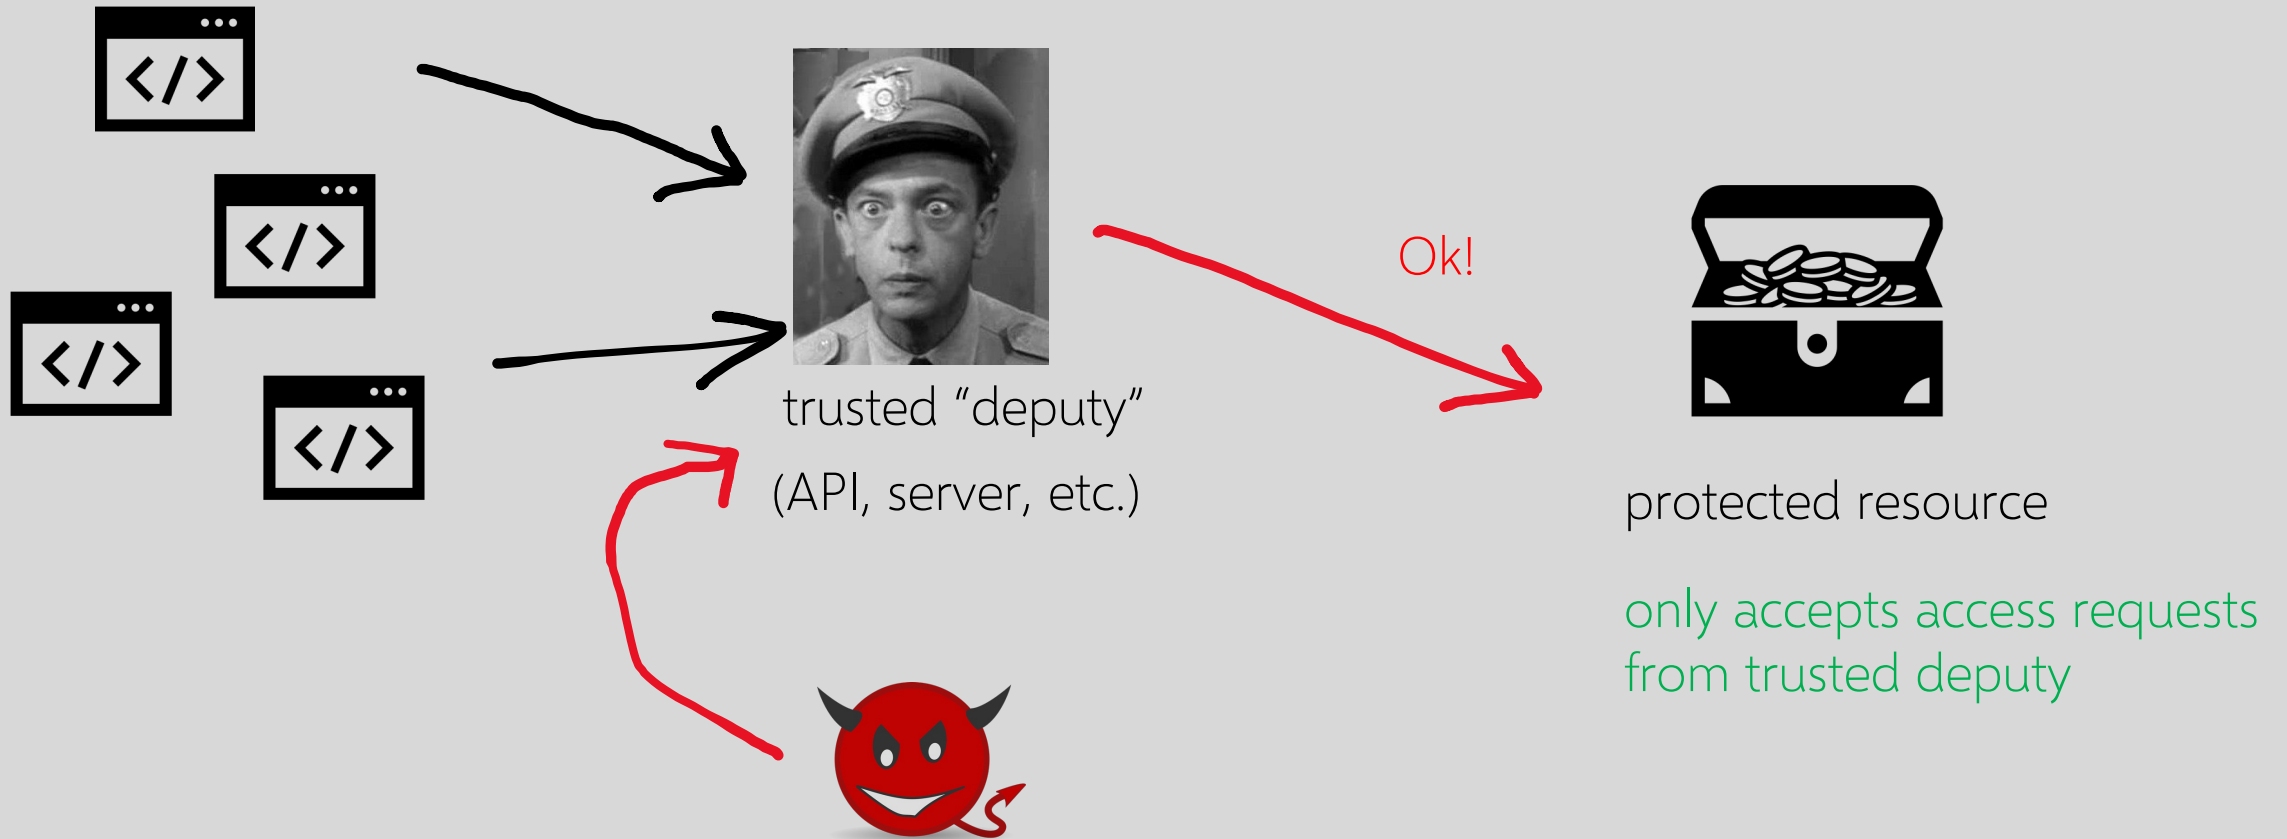 </>
</>
</>
</>
trusted “deputy”
(API, server, etc.)
Ok!
protected resource
only accepts access requests
from trusted deputy